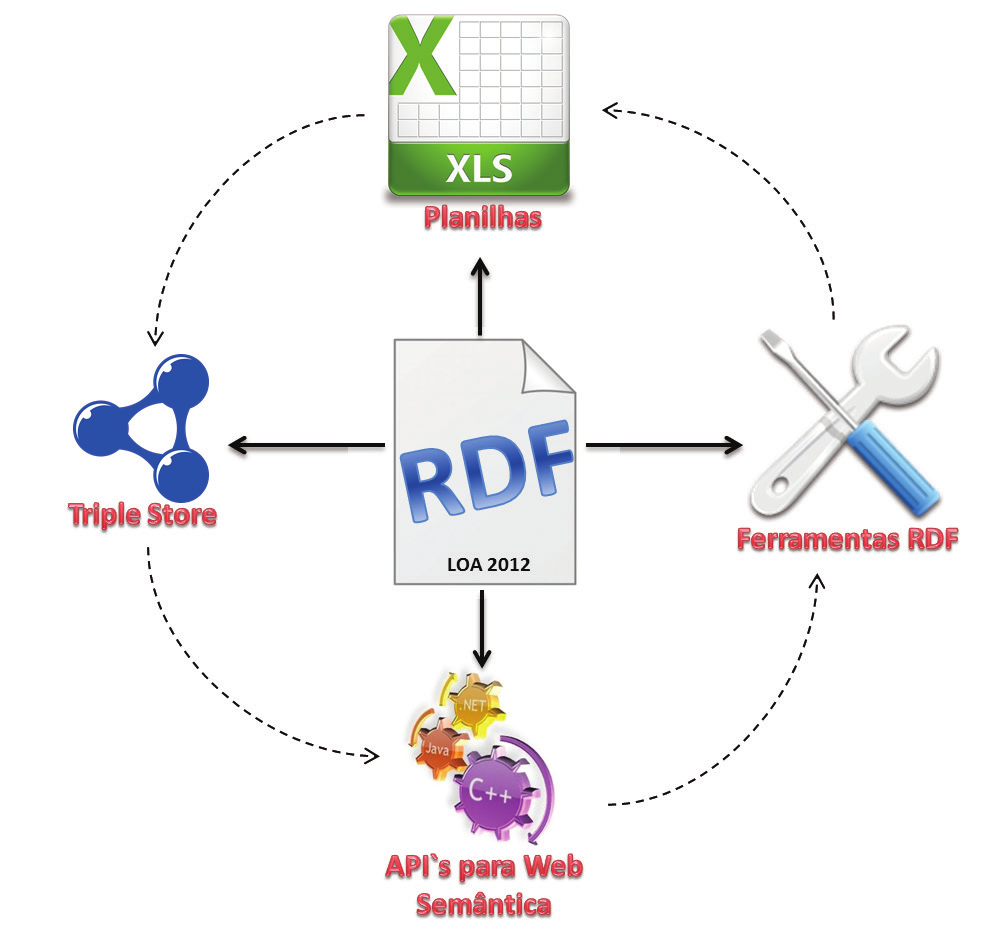 X
XLS
Planilhas
Triple Store
RDF
LOA 2012
Ferramentas RDF
.NET
Java
C++
API`s para Web
Semântica